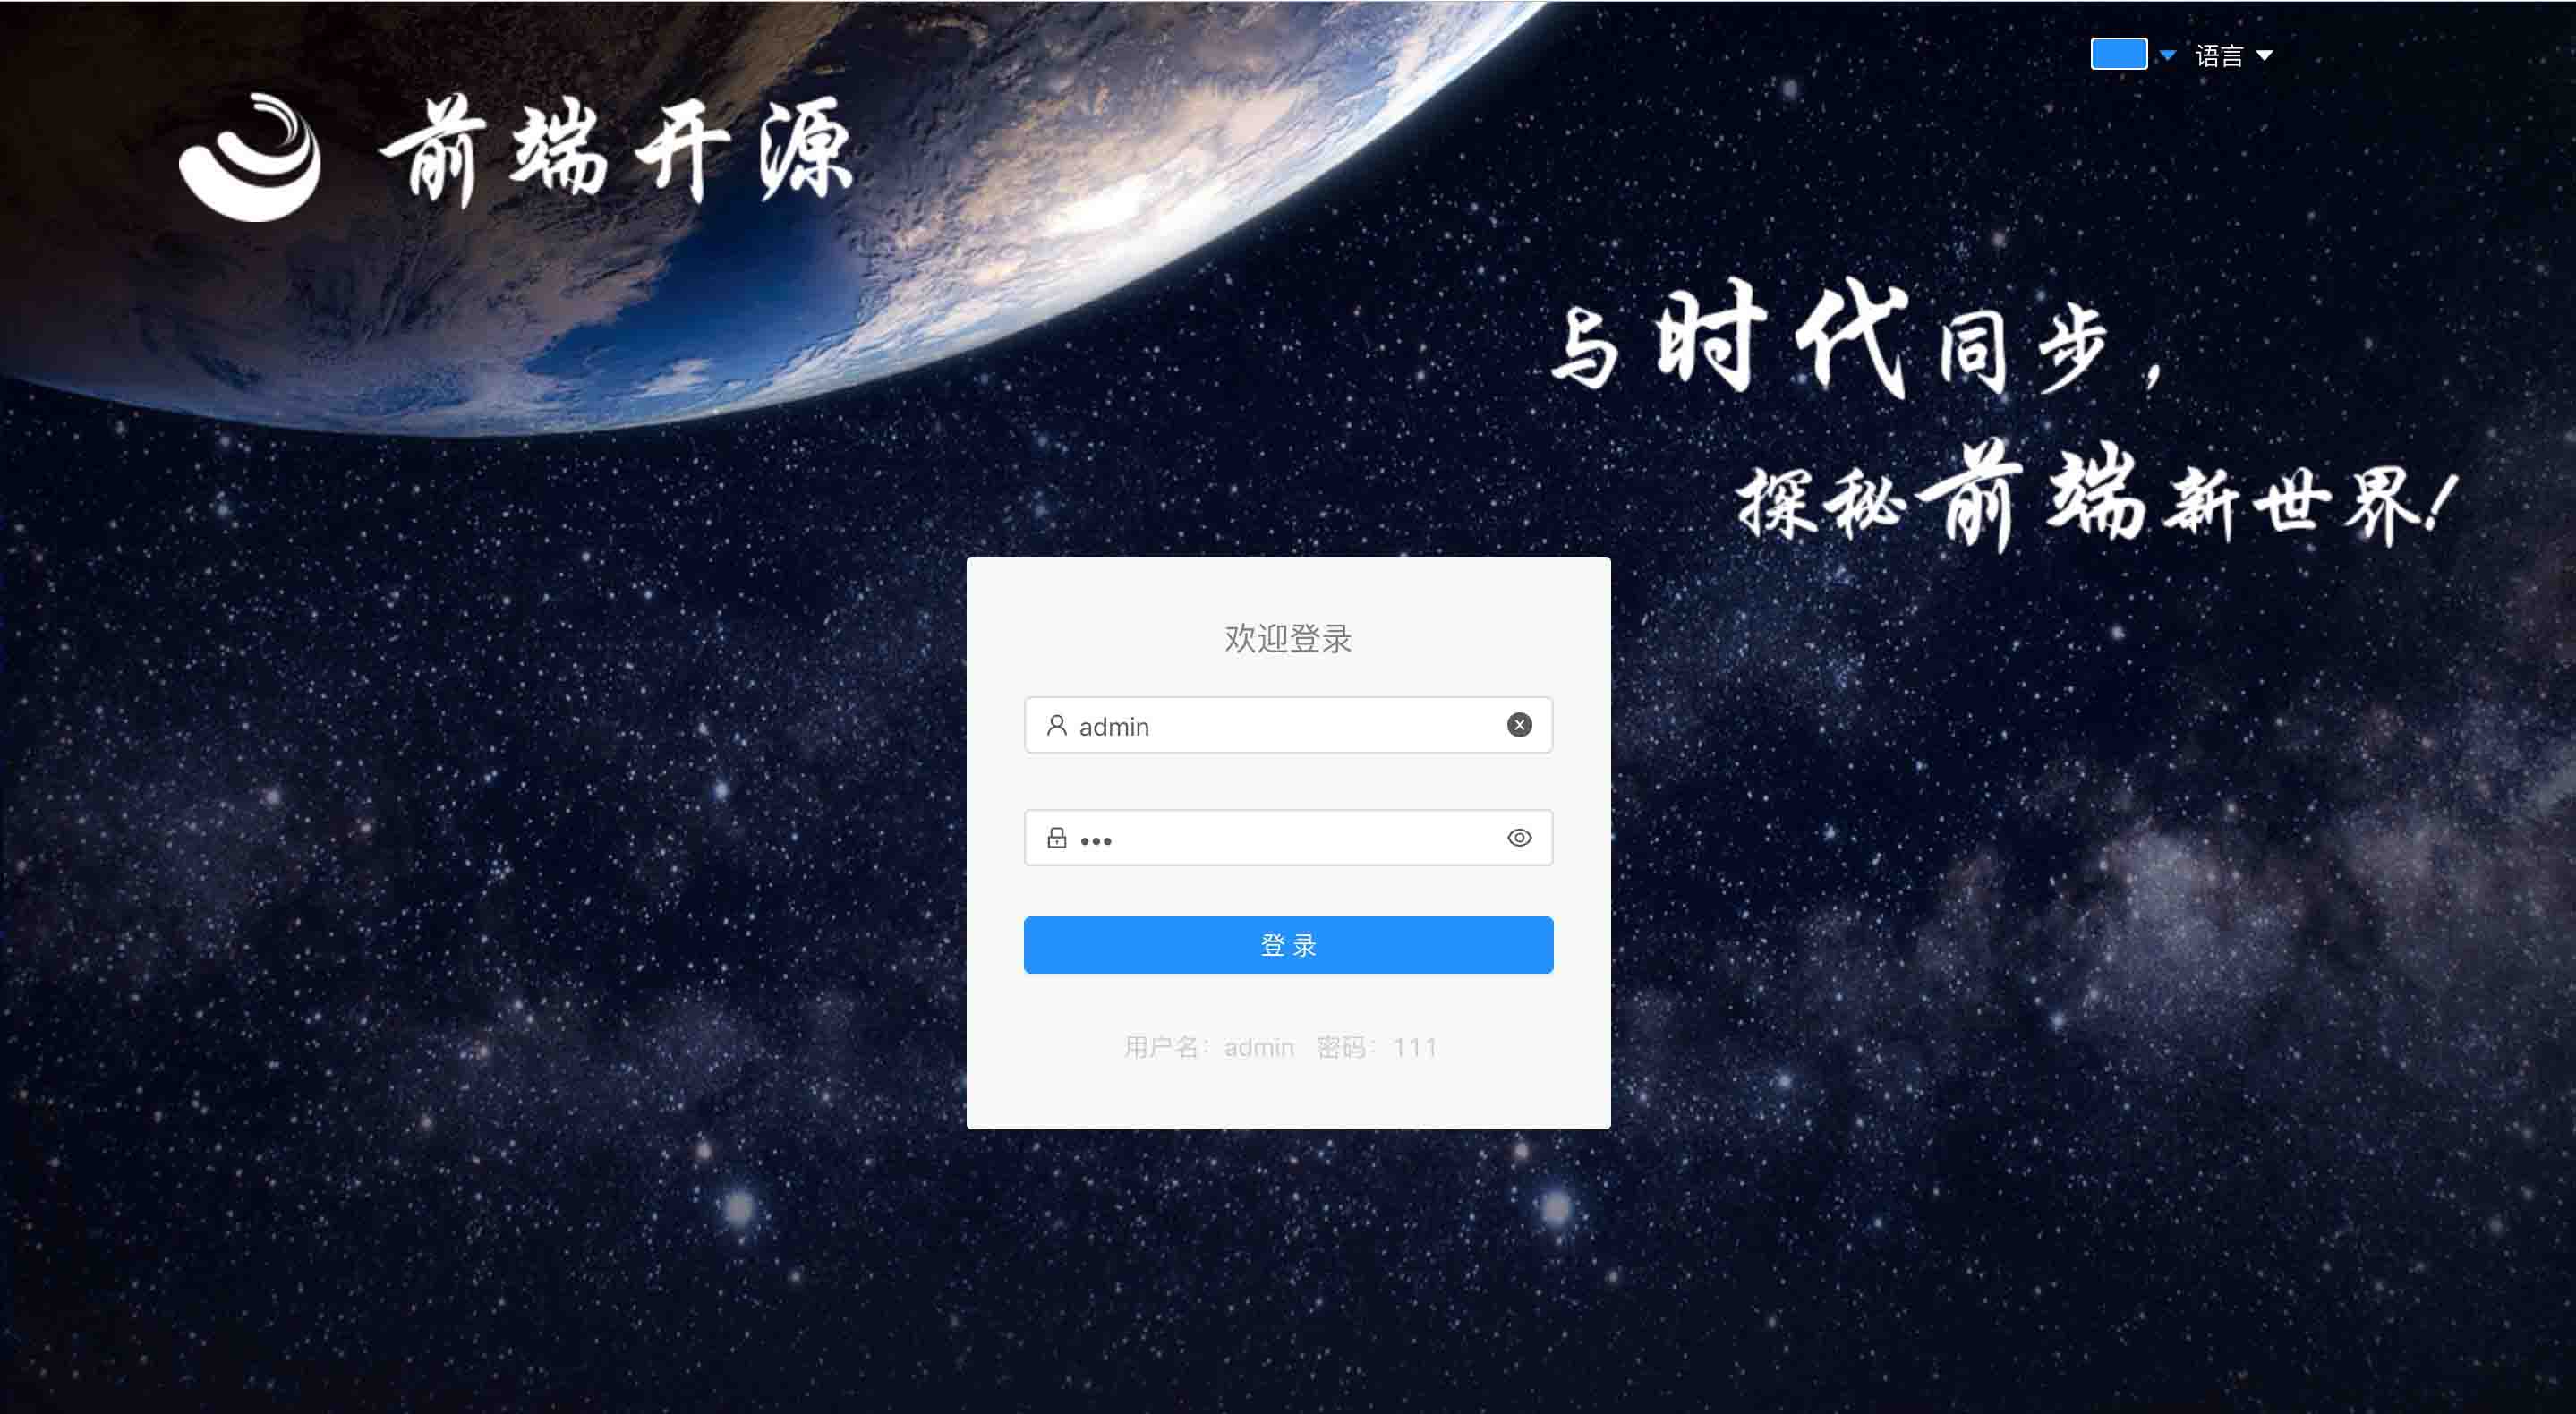 语言
前端开源
与时代同步，
探秘前端新世界！
欢迎登录
admin
•••
登 录
用户名：admin 密码：111